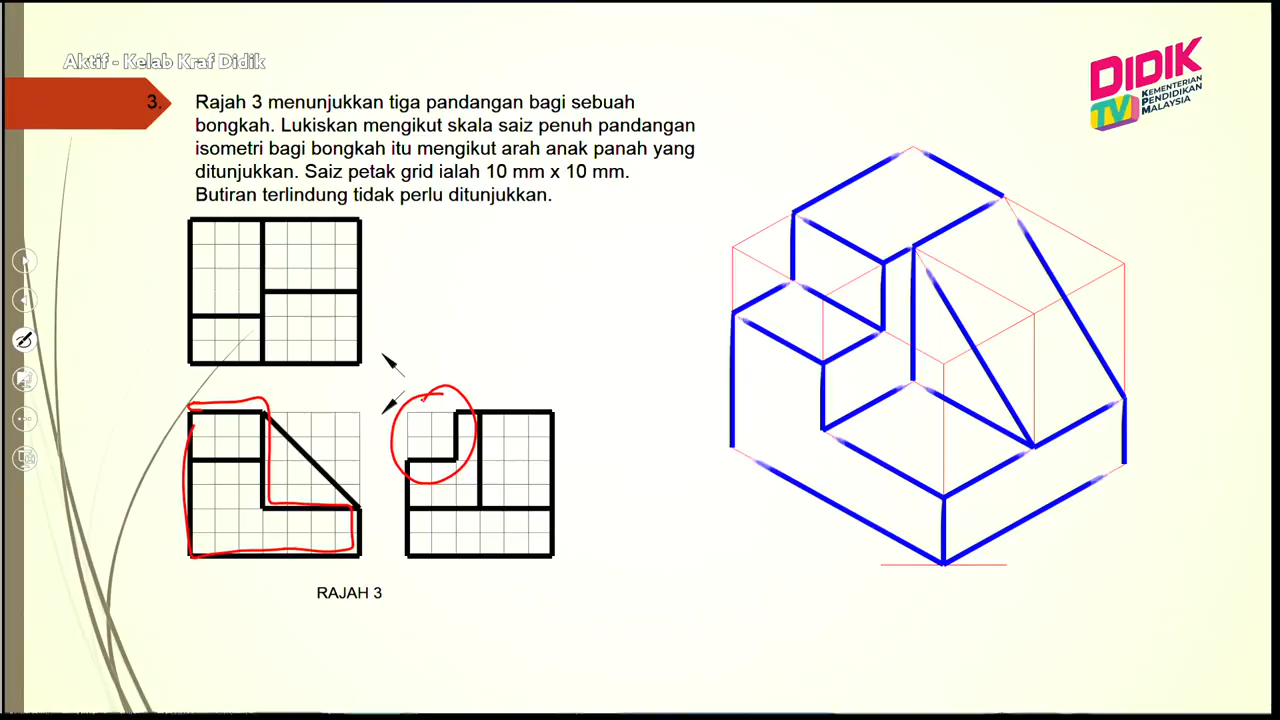 Aktif - Kelab Kraf Didik
DIDIK
TV
KEMENTERIAN
PENDIDIKAN
MALAYSIA
3. Rajah 3 menunjukkan tiga pandangan bagi sebuah
bongkah. Lukiskan mengikut skala saiz penuh pandangan
isometri bagi bongkah itu mengikut arah anak panah yang
ditunjukkan. Saiz petak grid ialah 10 mm x 10 mm.
Butiran terlindung tidak perlu ditunjukkan.
RAJAH 3